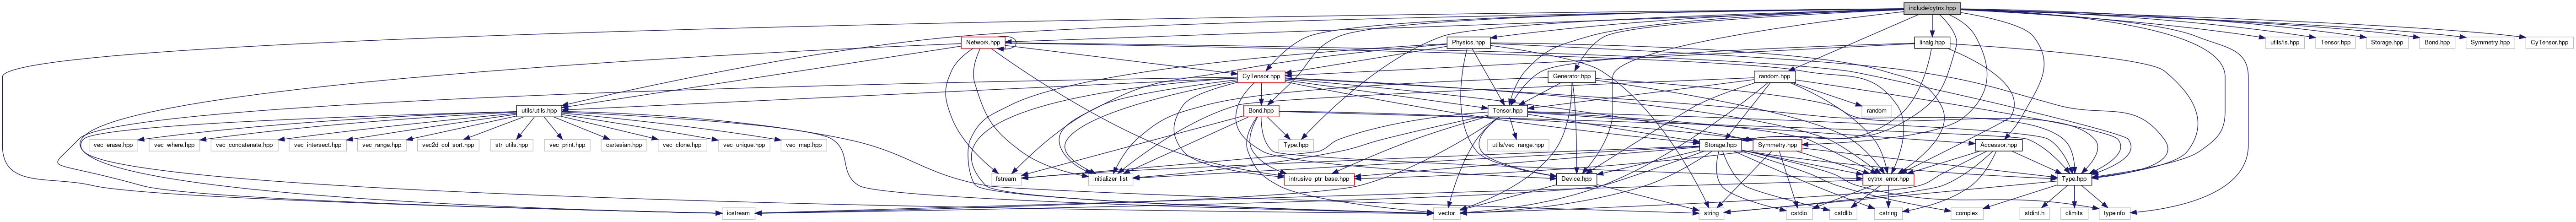 include/cytnx.hpp
Network.hpp
Physics.hpp
linalg.hpp
utils/is.hpp
Tensor.hpp
Storage.hpp
Bond.hpp
Symmetry.hpp
CyTensor.hpp
CyTensor.hpp
Generator.hpp
random.hpp
utils/utils.hpp
Bond.hpp
Tensor.hpp
random
vec_erase.hpp
vec_where.hpp
vec_concatenate.hpp
vec_intersect.hpp
vec_range.hpp
vec2d_col_sort.hpp
str_utils.hpp
vec_print.hpp
cartesian.hpp
vec_clone.hpp
vec_unique.hpp
vec_map.hpp
Type.hpp
utils/vec_range.hpp
Storage.hpp
Symmetry.hpp
Accessor.hpp
fstream
initializer_list
intrusive_ptr_base.hpp
Device.hpp
cytnx_error.hpp
Type.hpp
iostream
vector
string
cstdio
cstdlib
cstring
complex
stdint.h
climits
typeinfo